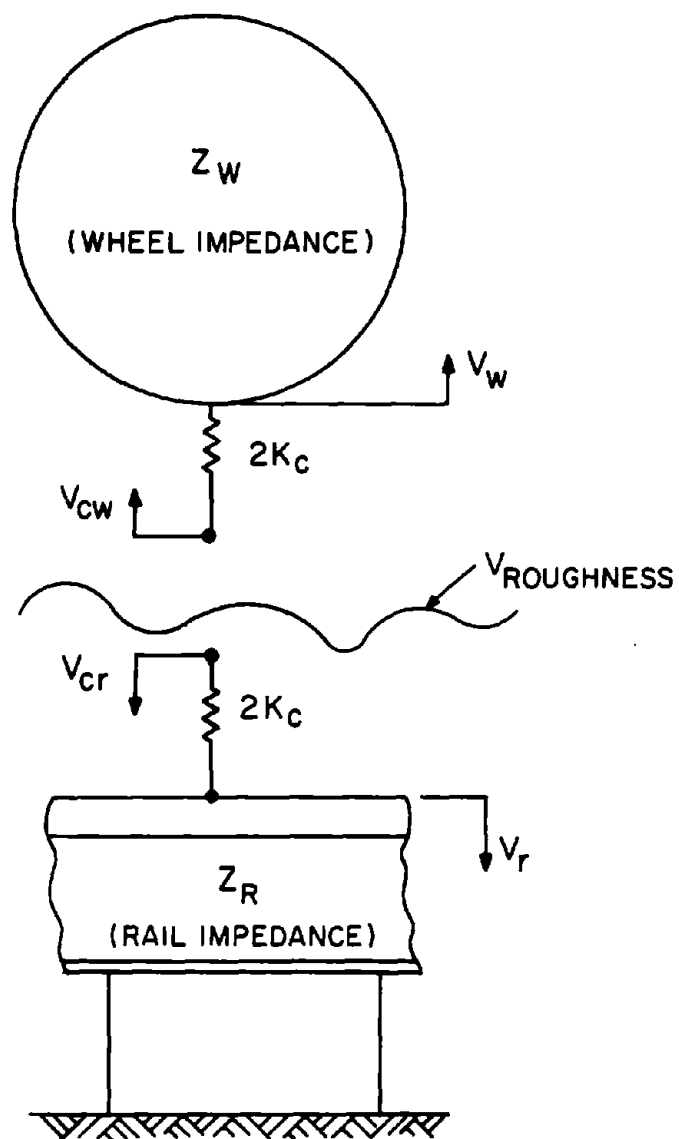 Z_W
(WHEEL IMPEDANCE)
V_W
2K_C
V_CW
V_ROUGHNESS
V_Cr
2K_C
V_r
Z_R
(RAIL IMPEDANCE)